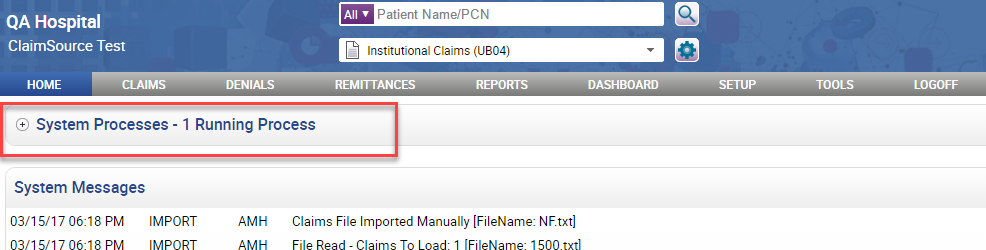 QA Hospital
ClaimSource Test
All Patient Name/PCN
Institutional Claims (UB04)
HOME CLAIMS DENIALS REMITTANCES REPORTS DASHBOARD SETUP TOOLS LOGOFF
System Processes - 1 Running Process
System Messages
03/15/17 06:18 PM IMPORT AMH Claims File Imported Manually [FileName: NF.txt]
03/15/17 06:18 PM IMPORT AMH File Read - Claims To Load: 1 [FileName: 1500.txt]